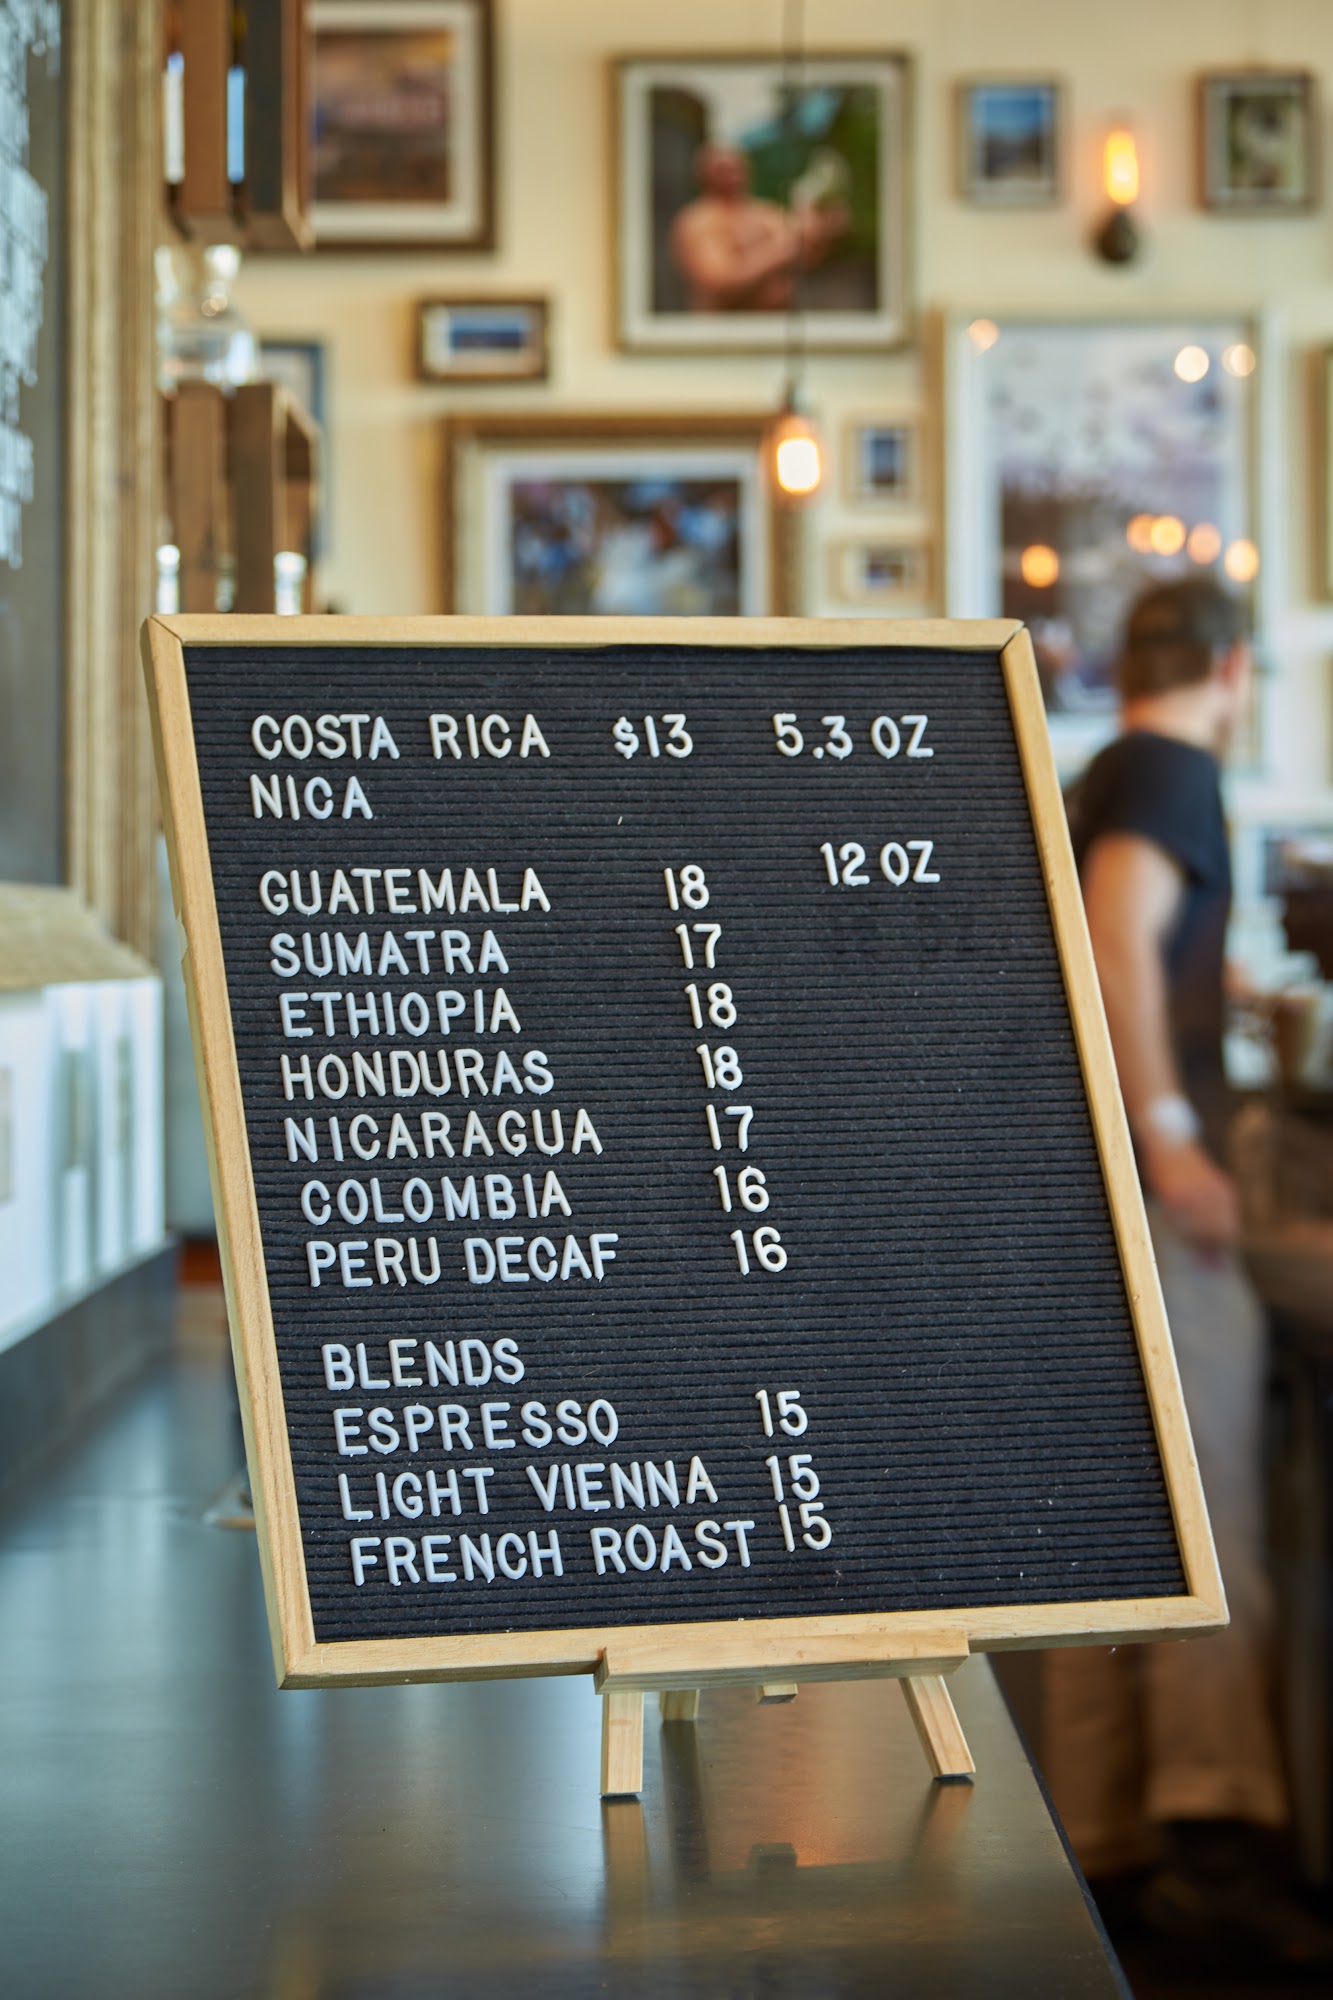 COSTA RICA $13 5.3 OZ
NICA
GUATEMALA 18 12 OZ
SUMATRA 17
ETHIOPIA 18
HONDURAS 18
NICARAGUA 17
COLOMBIA 16
PERU DECAF 16
BLENDS
ESPRESSO 15
LIGHT VIENNA 15
FRENCH ROAST 15